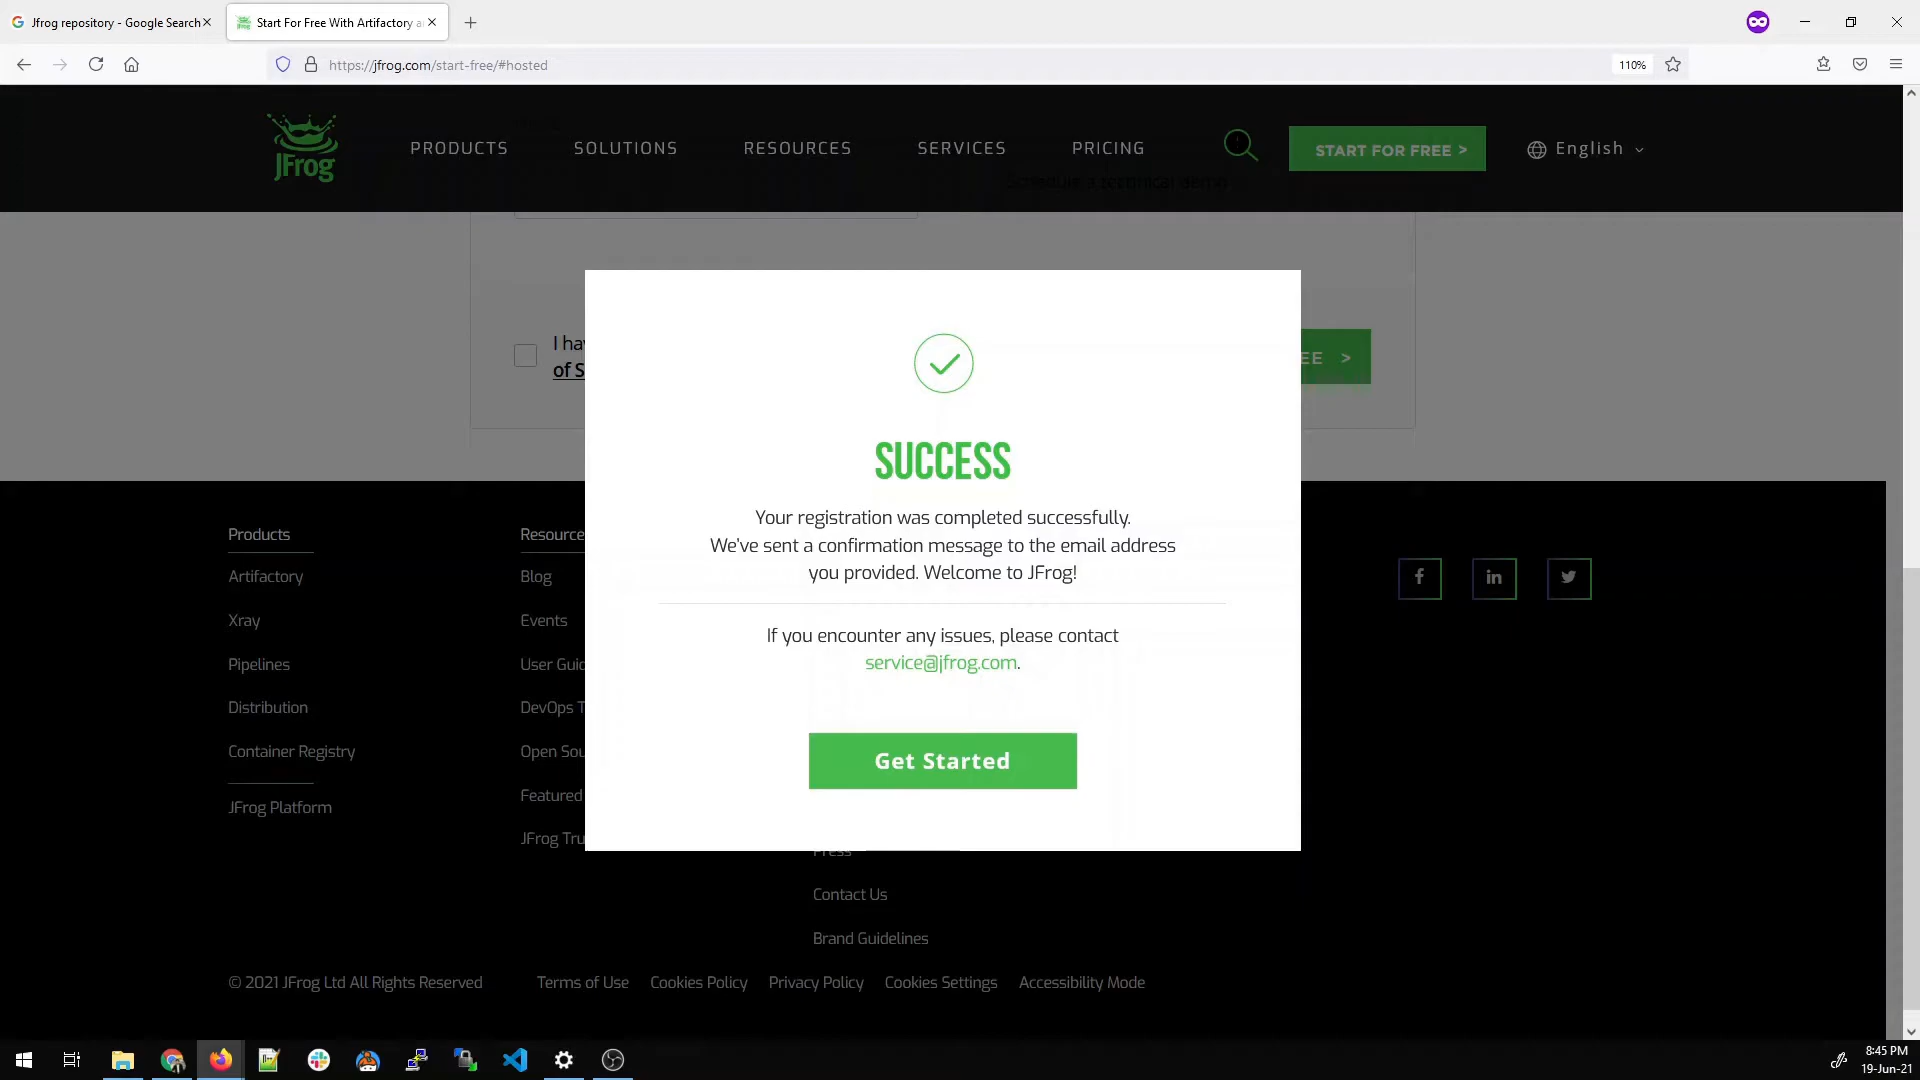 Jfrog repository - Google Search
Start For Free With Artifactory a
https://jfrog.com/start-free/#hosted
110%
JFrog
PRODUCTS
SOLUTIONS
RESOURCES
SERVICES
PRICING
START FOR FREE >
English
Schedule a technical demo
I ha
of S
EE >
SUCCESS
Your registration was completed successfully.
We've sent a confirmation message to the email address
you provided. Welcome to JFrog!
If you encounter any issues, please contact
service@jfrog.com.
Get Started
Products
Artifactory
Xray
Pipelines
Distribution
Container Registry
JFrog Platform
Resource
Blog
Events
User Guid
DevOps T
Open Sou
Featured
JFrog Tru
Press
Contact Us
Brand Guidelines
© 2021 JFrog Ltd All Rights Reserved
Terms of Use
Cookies Policy
Privacy Policy
Cookies Settings
Accessibility Mode
8:45 PM
19-Jun-21